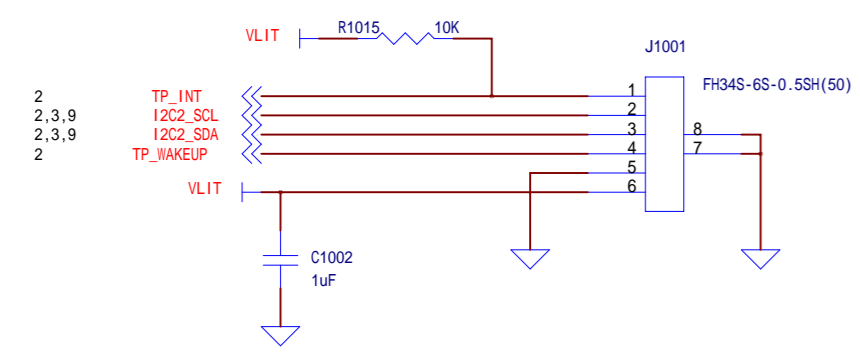 VLIT R1015 10K
J1001
FH34S-6S-0.5SH(50)
2 TP_INT 1
2,3,9 I2C2_SCL 2
2,3,9 I2C2_SDA 3 8
2 TP_WAKEUP 4 7
5
VLIT 6
C1002
1uF